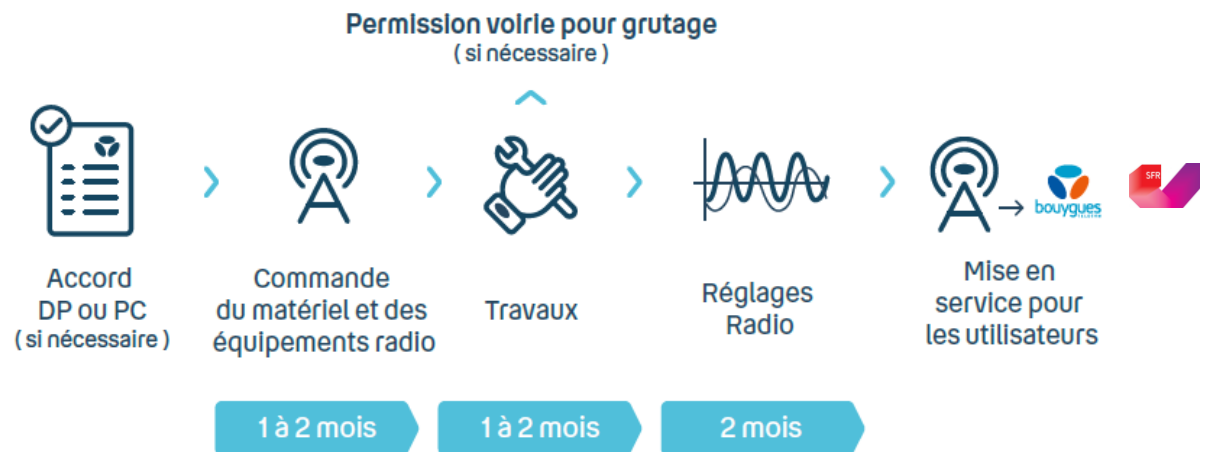 Permission voirie pour grutage
( si nécessaire )
Accord
DP ou PC
( si nécessaire )
Commande
du matériel et des
équipements radio
Travaux
Réglages
Radio
bouygues
TELECOM
SFR
Mise en
service pour
les utilisateurs
1 à 2 mois
1 à 2 mois
2 mois